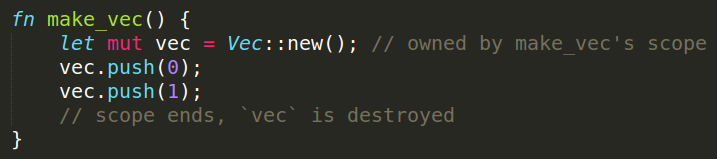 fn make_vec() {
    let mut vec = Vec::new(); // owned by make_vec's scope
    vec.push(0);
    vec.push(1);
    // scope ends, `vec` is destroyed
}